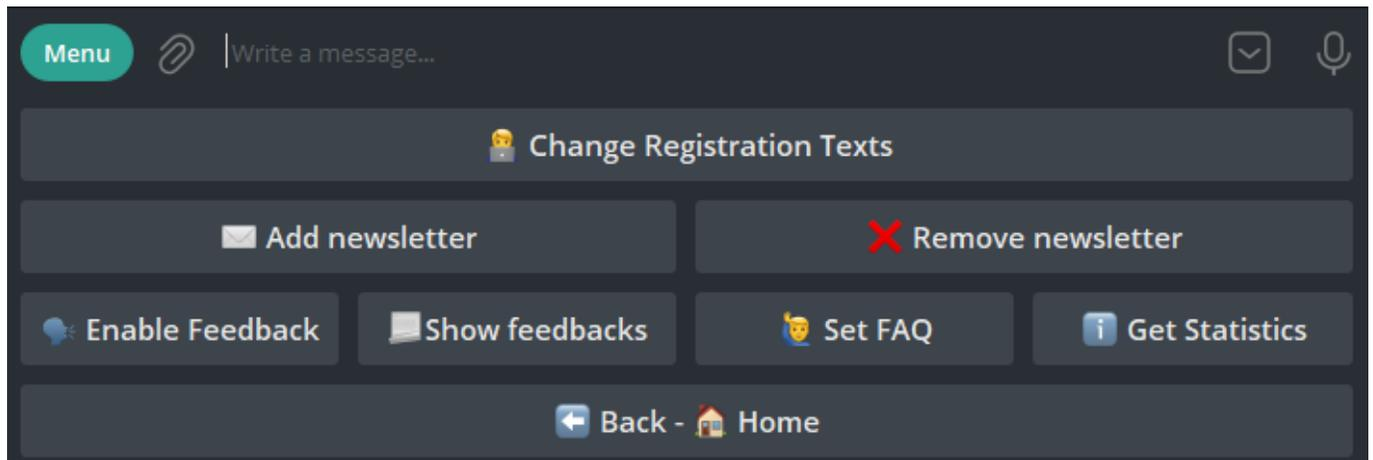 Menu
Write a message...
👨‍💻 Change Registration Texts
✉️ Add newsletter
❌ Remove newsletter
🗣️ Enable Feedback
📃Show feedbacks
🙋‍♂️ Set FAQ
ℹ️ Get Statistics
⬅️ Back - 🏠 Home